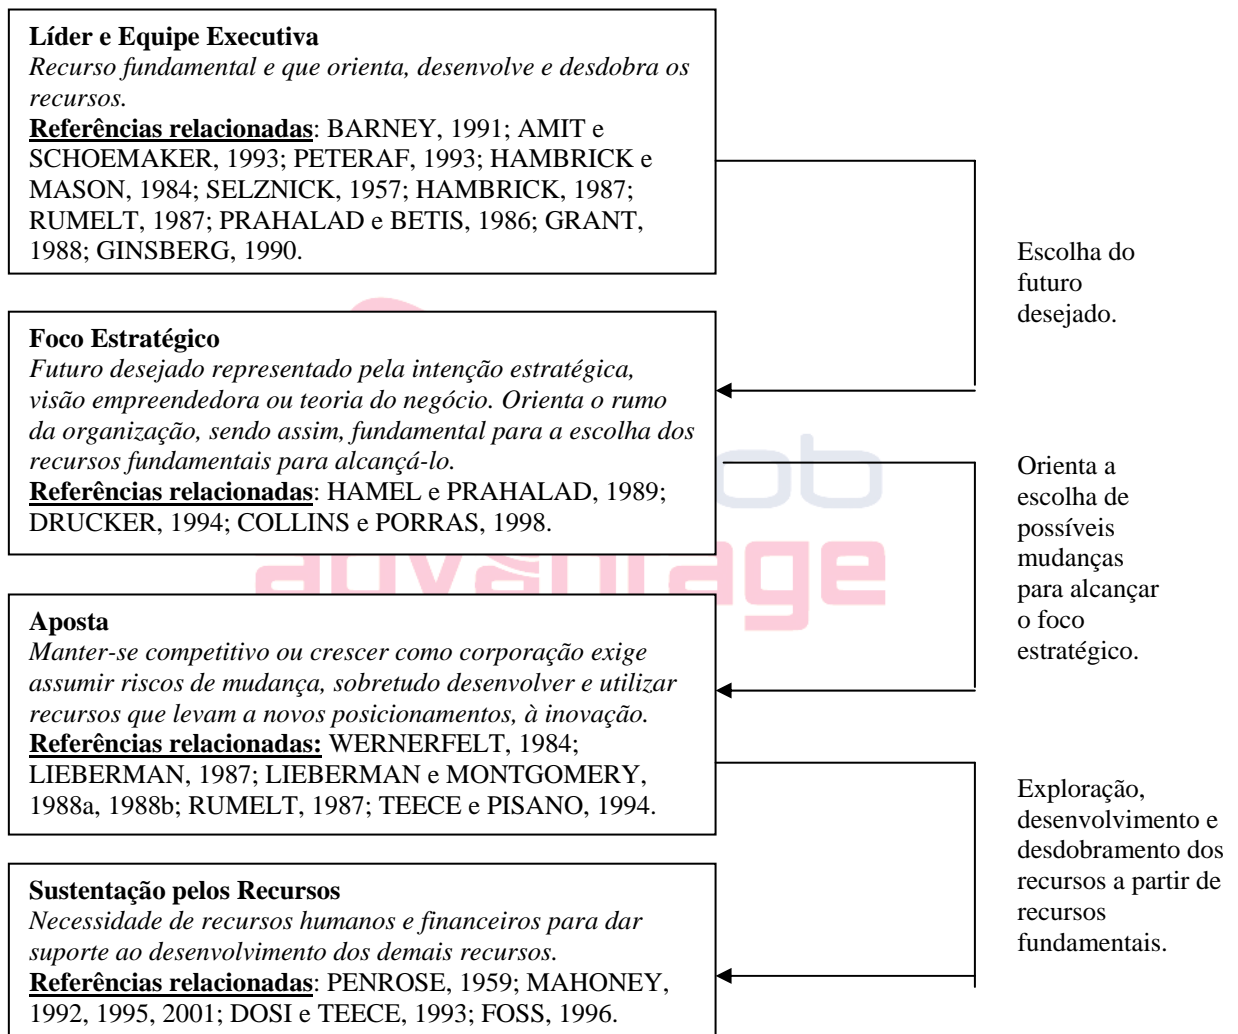 Líder e Equipe Executiva
Recurso fundamental e que orienta, desenvolve e desdobra os
recursos.
Referências relacionadas: BARNEY, 1991; AMIT e
SCHOEMAKER, 1993; PETERAF, 1993; HAMBRICK e
MASON, 1984; SELZNICK, 1957; HAMBRICK, 1987;
RUMELT, 1987; PRAHALAD e BETIS, 1986; GRANT,
1988; GINSBERG, 1990.
Escolha do
futuro
desejado.
Foco Estratégico
Futuro desejado representado pela intenção estratégica,
visão empreendedora ou teoria do negócio. Orienta o rumo
da organização, sendo assim, fundamental para a escolha dos
recursos fundamentais para alcançá-lo.
Referências relacionadas: HAMEL e PRAHALAD, 1989;
DRUCKER, 1994; COLLINS e PORRAS, 1998.
Orienta a
escolha de
possíveis
mudanças
para alcançar
o foco
estratégico.
advantage
Aposta
Manter-se competitivo ou crescer como corporação exige
assumir riscos de mudança, sobretudo desenvolver e utilizar
recursos que levam a novos posicionamentos, à inovação.
Referências relacionadas: WERNERFELT, 1984;
LIEBERMAN, 1987; LIEBERMAN e MONTGOMERY,
1988a, 1988b; RUMELT, 1987; TEECE e PISANO, 1994.
Exploração,
desenvolvimento e
desdobramento dos
recursos a partir de
recursos
fundamentais.
Sustentação pelos Recursos
Necessidade de recursos humanos e financeiros para dar
suporte ao desenvolvimento dos demais recursos.
Referências relacionadas: PENROSE, 1959; MAHONEY,
1992, 1995, 2001; DOSI e TEECE, 1993; FOSS, 1996.